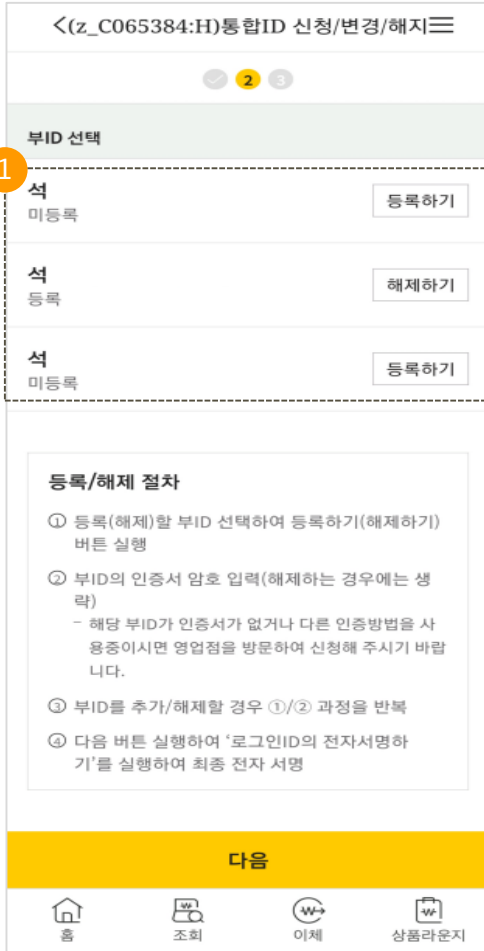 (z_C065384:H)통합ID 신청/변경/해지
2 3
부ID 선택
1
석
미등록
등록하기
석
등록
해제하기
석
미등록
등록하기
등록/해제 절차
① 등록(해제)할 부ID 선택하여 등록하기(해제하기)
버튼 실행
② 부ID의 인증서 암호 입력(해제하는 경우에는 생
략)
- 해당 부ID가 인증서가 없거나 다른 인증방법을 사
용중이시면 영업점을 방문하여 신청해 주시기 바랍
니다.
③ 부ID를 추가/해제할 경우 ①/② 과정을 반복
④ 다음 버튼 실행하여 ‘로그인ID의 전자서명하
기’를 실행하여 최종 전자 서명
다음
홈 조회 이체 상품라운지